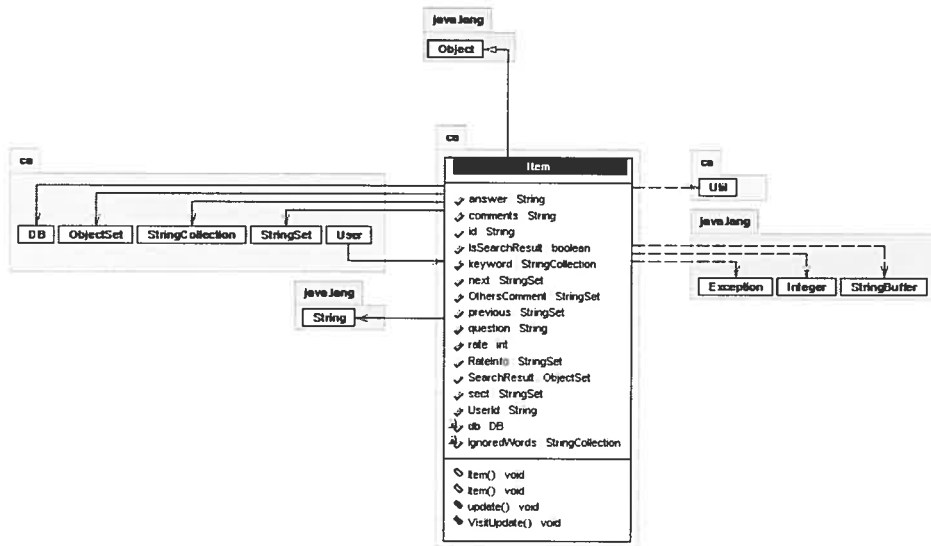 java.lang
Object
ca
Item
answer String
comments String
id String
IsSearchResult boolean
keyword StringCollection
next StringSet
OthersComment StringSet
previous StringSet
question String
rate int
RateInfo StringSet
SearchResult ObjectSet
sect StringSet
UserId String
db DB
IgnoredWords StringCollection
Item() void
Item() void
update() void
VisitUpdate() void
ca
DB ObjectSet StringCollection StringSet User
java.lang
String
ca
Util
java.lang
Exception Integer StringBuffer